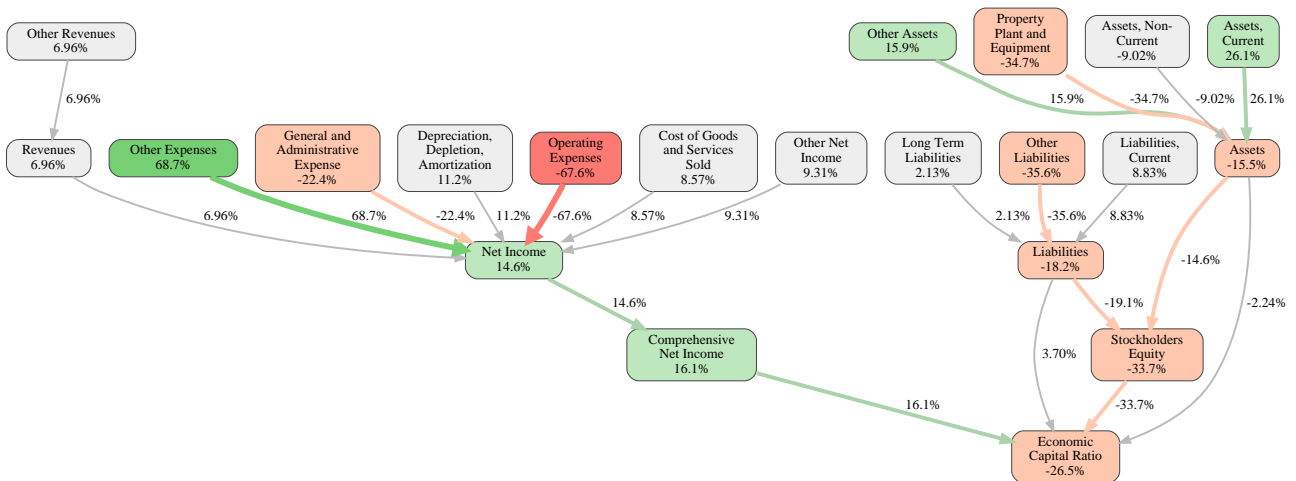 Other Revenues
6.96%
Other Assets
15.9%
Property
Plant and
Equipment
-34.7%
Assets, Non-
Current
-9.02%
Assets,
Current
26.1%
6.96%
15.9%
-34.7%
-9.02%
26.1%
Revenues
6.96%
Other Expenses
68.7%
General and
Administrative
Expense
-22.4%
Depreciation,
Depletion,
Amortization
11.2%
Operating
Expenses
-67.6%
Cost of Goods
and Services
Sold
8.57%
Other Net
Income
9.31%
Long Term
Liabilities
2.13%
Other
Liabilities
-35.6%
Liabilities,
Current
8.83%
Assets
-15.5%
6.96%
68.7%
-22.4%
11.2%
-67.6%
8.57%
9.31%
2.13%
-35.6%
8.83%
Net Income
14.6%
Liabilities
-18.2%
-14.6%
14.6%
-19.1%
-2.24%
Comprehensive
Net Income
16.1%
3.70%
Stockholders
Equity
-33.7%
16.1%
-33.7%
Economic
Capital Ratio
-26.5%